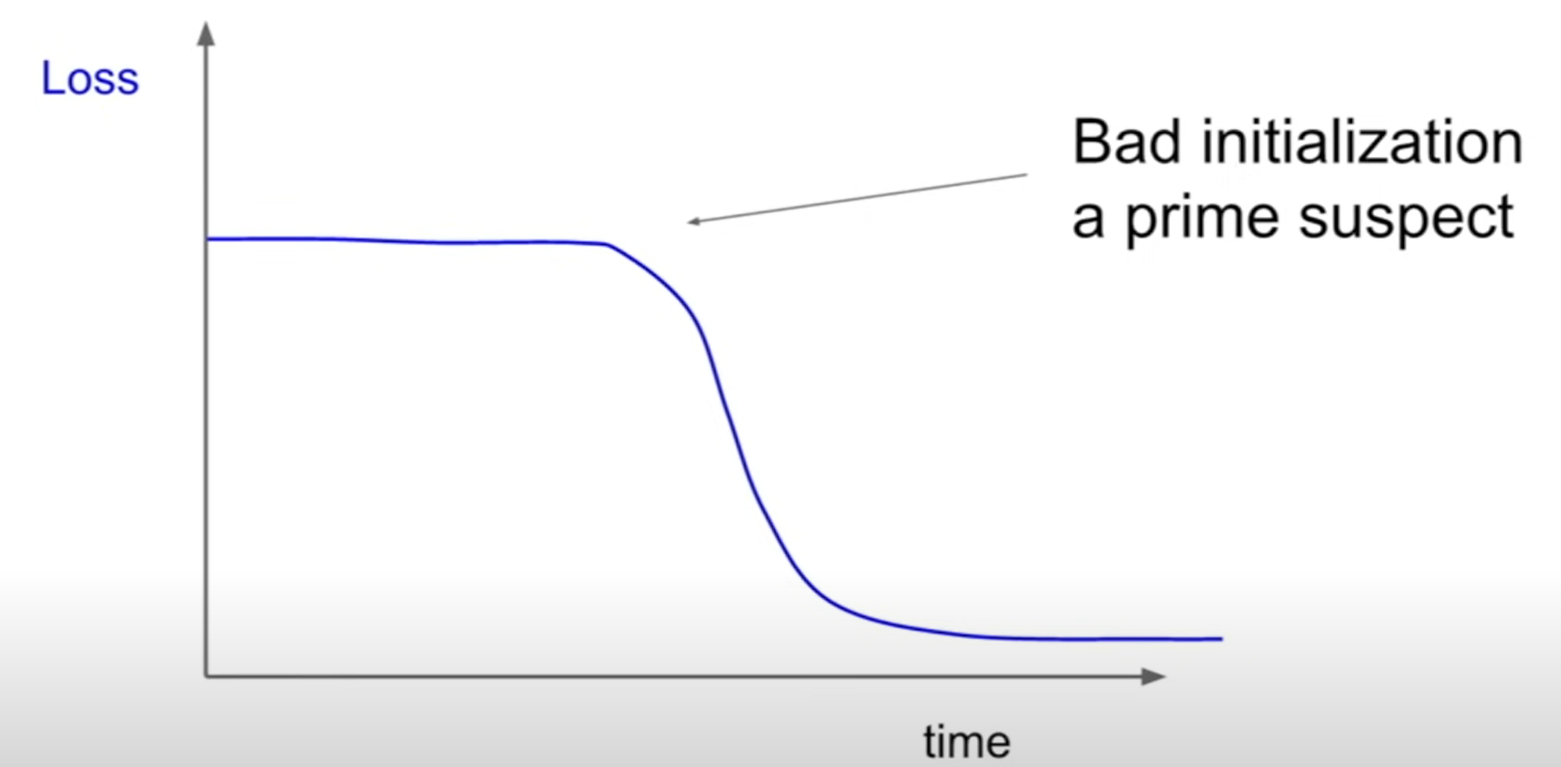 Loss
Bad initialization
a prime suspect
time